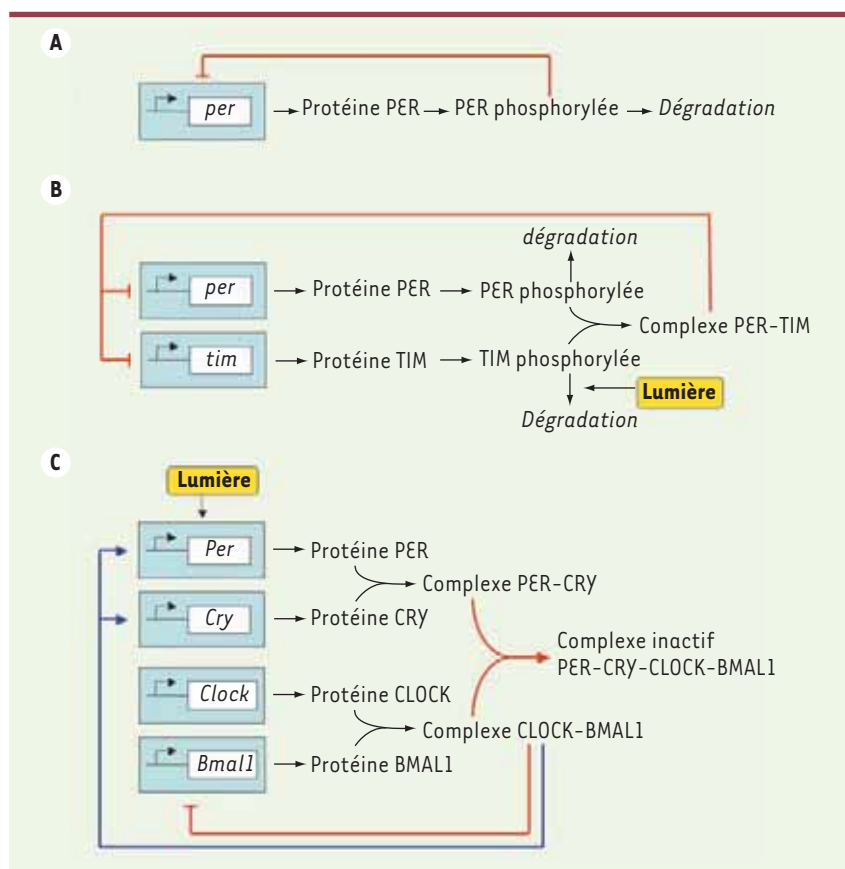 A
per
Protéine PER
PER phosphorylée
Dégradation
B
dégradation
per
Protéine PER
PER phosphorylée
Complexe PER-TIM
tim
Protéine TIM
TIM phosphorylée
Lumière
Dégradation
C
Lumière
Per
Protéine PER
Complexe PER-CRY
Cry
Protéine CRY
Complexe inactif
PER-CRY-CLOCK-BMAL1
Clock
Protéine CLOCK
Complexe CLOCK-BMAL1
Bmal1
Protéine BMAL1